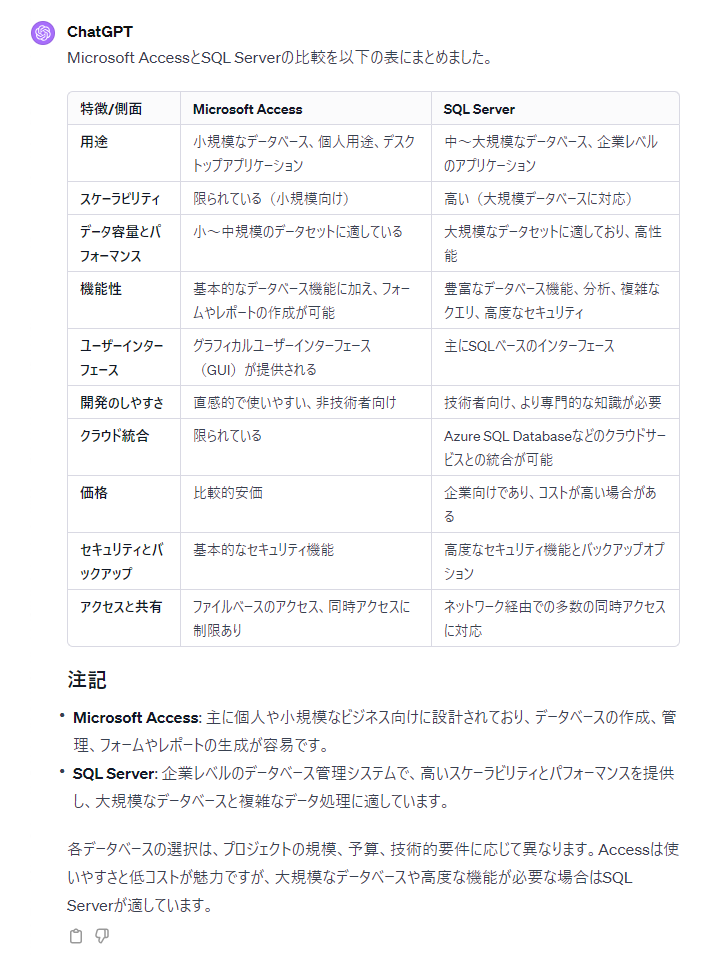 ChatGPT
Microsoft AccessとSQL Serverの比較を以下の表にまとめました。
特徴/側面 Microsoft Access SQL Server
用途 小規模なデータベース、個人用途、デスク 中～大規模なデータベース、企業レベル
トップアプリケーション のアプリケーション
スケーラビリティ 限られている（小規模向け） 高い（大規模データベースに対応）
データ容量とパ 小～中規模のデータセットに適している 大規模なデータセットに適しており、高性
フォーマンス 能
機能性 基本的なデータベース機能に加え、フォー 豊富なデータベース機能、分析、複雑な
ムやレポートの作成が可能 クエリ、高度なセキュリティ
ユーザーインター グラフィカルユーザーインターフェース 主にSQLベースのインターフェース
フェース （GUI）が提供される
開発のしやすさ 直感的で使いやすい、非技術者向け 技術者向け、より専門的な知識が必要
クラウド統合 限られている Azure SQL Databaseなどのクラウドサー
ビスとの統合が可能
価格 比較的安価 企業向けであり、コストが高い場合があ
る
セキュリティとバ 基本的なセキュリティ機能 高度なセキュリティ機能とバックアップオプ
ックアップ ション
アクセスと共有 ファイルベースのアクセス、同時アクセスに ネットワーク経由での多数の同時アクセス
制限あり に対応
注記
• Microsoft Access: 主に個人や小規模なビジネス向けに設計されており、データベースの作成、管
理、フォームやレポートの生成が容易です。
• SQL Server: 企業レベルのデータベース管理システムで、高いスケーラビリティとパフォーマンスを提供
し、大規模なデータベースと複雑なデータ処理に適しています。
各データベースの選択は、プロジェクトの規模、予算、技術的要件に応じて異なります。Accessは使
いやすさと低コストが魅力ですが、大規模なデータベースや高度な機能が必要な場合はSQL
Serverが適しています。